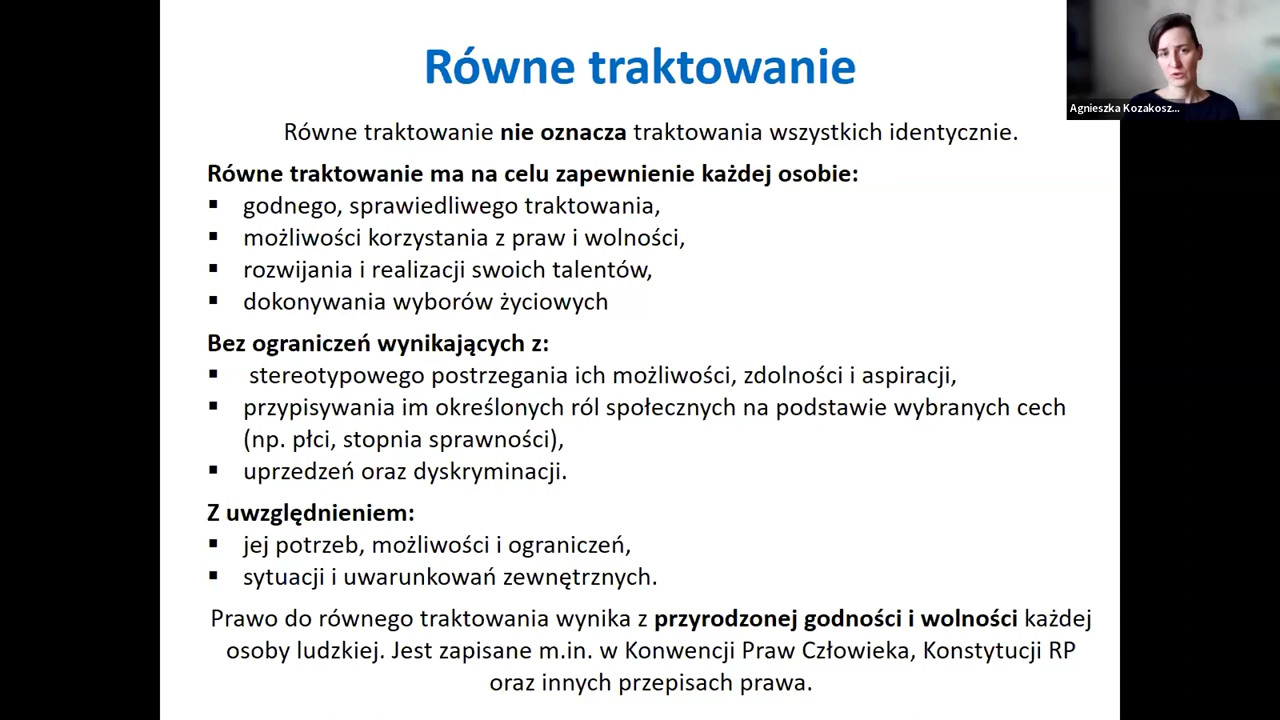 Równe traktowanie
Agnieszka Kozakosz...
Równe traktowanie nie oznacza traktowania wszystkich identycznie.
Równe traktowanie ma na celu zapewnienie każdej osobie:
▪ godnego, sprawiedliwego traktowania,
▪ możliwości korzystania z praw i wolności,
▪ rozwijania i realizacji swoich talentów,
▪ dokonywania wyborów życiowych
Bez ograniczeń wynikających z:
▪ stereotypowego postrzegania ich możliwości, zdolności i aspiracji,
▪ przypisywania im określonych ról społecznych na podstawie wybranych cech
(np. płci, stopnia sprawności),
▪ uprzedzeń oraz dyskryminacji.
Z uwzględnieniem:
▪ jej potrzeb, możliwości i ograniczeń,
▪ sytuacji i uwarunkowań zewnętrznych.
Prawo do równego traktowania wynika z przyrodzonej godności i wolności każdej
osoby ludzkiej. Jest zapisane m.in. w Konwencji Praw Człowieka, Konstytucji RP
oraz innych przepisach prawa.